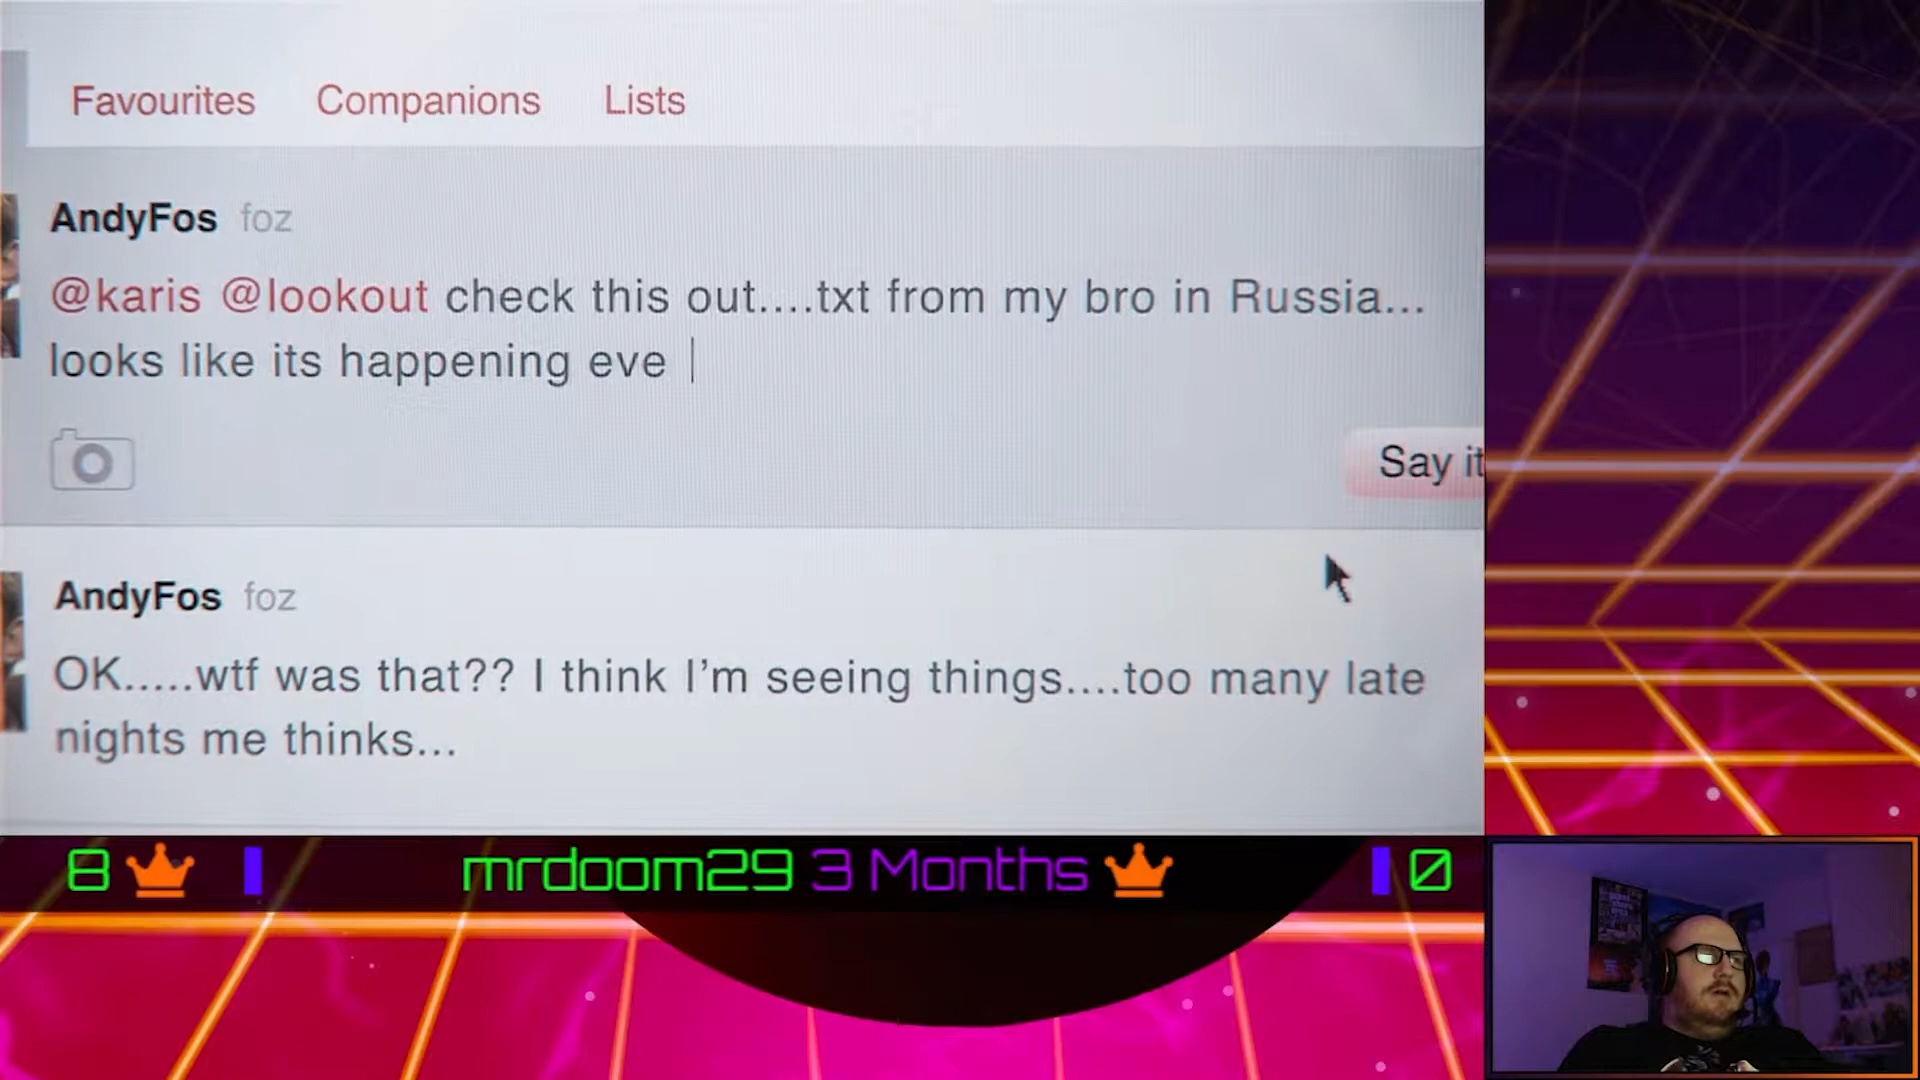 Favourites Companions Lists
AndyFos foz
@karis @lookout check this out....txt from my bro in Russia...
looks like its happening eve
Say it
AndyFos foz
OK.....wtf was that?? I think I'm seeing things....too many late
nights me thinks...
8 mrdoom29 3 Months 0